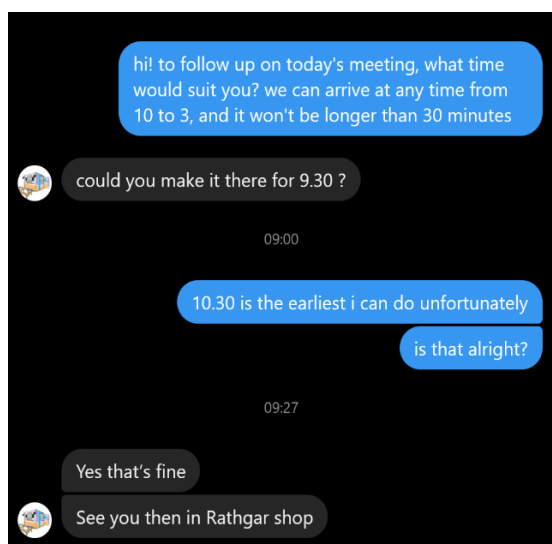 hi! to follow up on today's meeting, what time
would suit you? we can arrive at any time from
10 to 3, and it won't be longer than 30 minutes
could you make it there for 9.30 ?
09:00
10.30 is the earliest i can do unfortunately
is that alright?
09:27
Yes that's fine
See you then in Rathgar shop